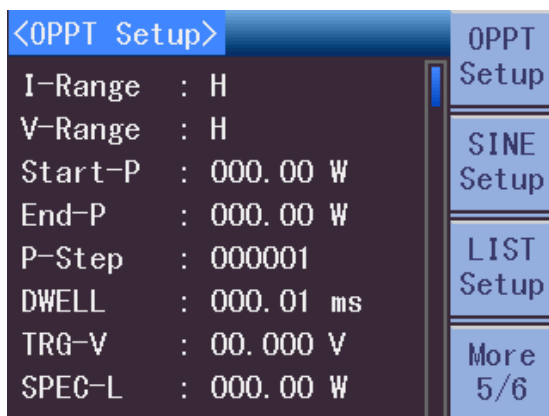 <OPPT Setup>
I-Range : H
V-Range : H
Start-P : 000.00 W
End-P : 000.00 W
P-Step : 000001
DWELL : 000.01 ms
TRG-V : 00.000 V
SPEC-L : 000.00 W
OPPT
Setup
SINE
Setup
LIST
Setup
More
5/6